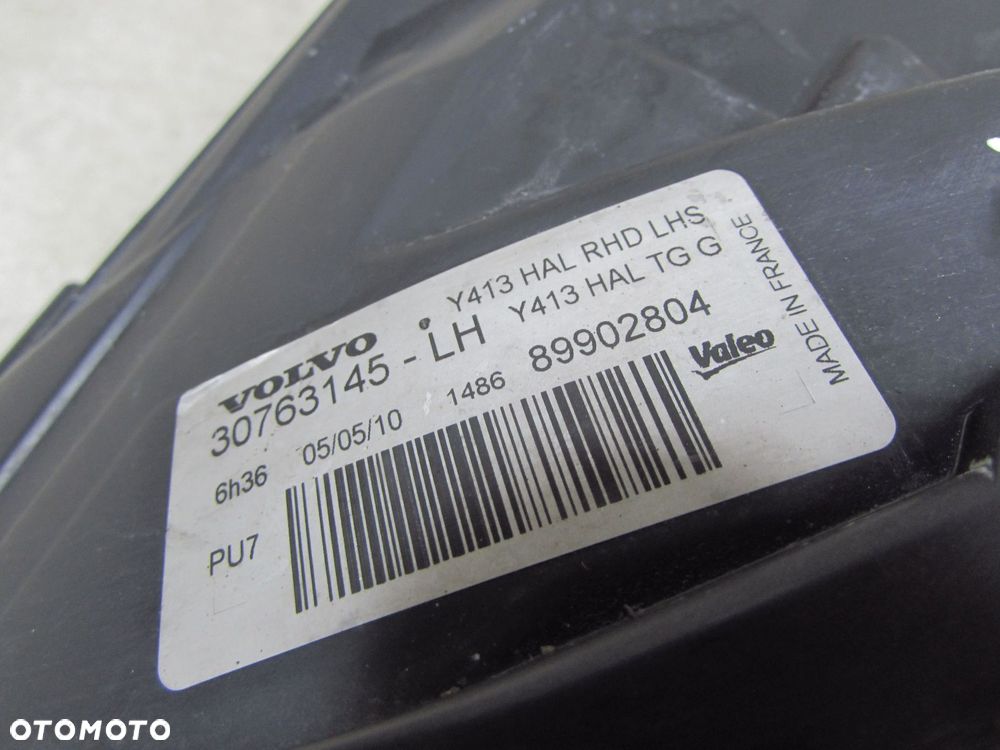 Y413 HAL RHD LHS
Y413 HAL TG G
VOLVO
30763145 - LH
89902804
6h36 05/05/10 1486
Valeo
MADE IN FRANCE
PU7
OTOMOTO